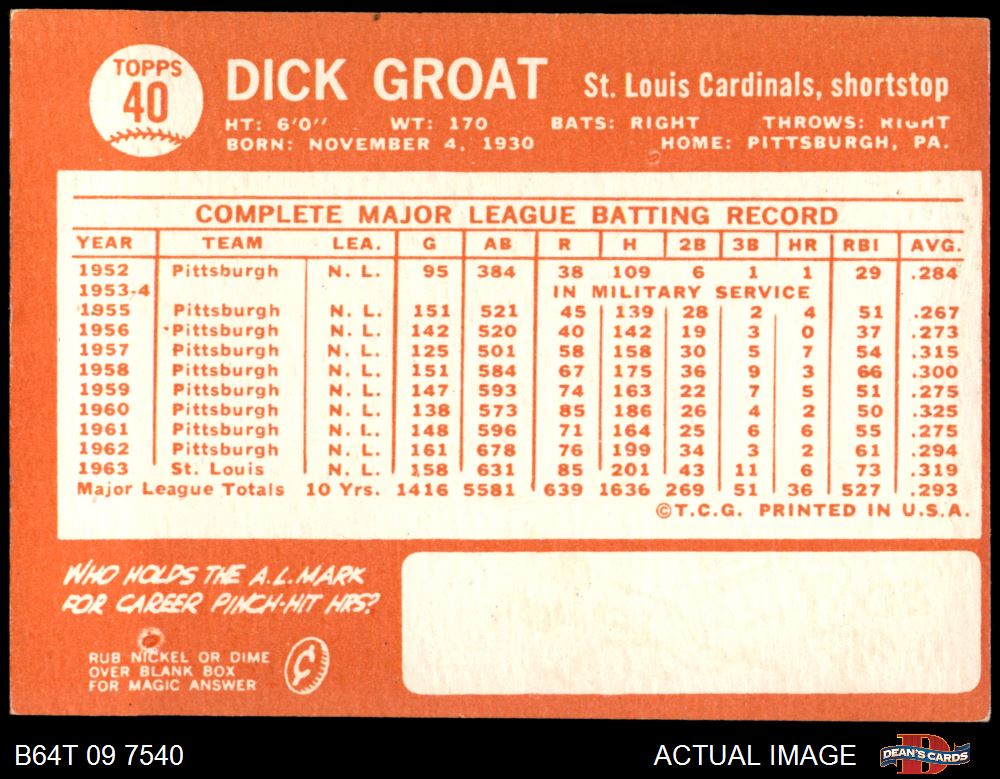 TOPPS
40
DICK GROAT St. Louis Cardinals, shortstop
HT: 6'0'' WT: 170 BATS: RIGHT THROWS: RIGHT
BORN: NOVEMBER 4, 1930 HOME: PITTSBURGH, PA.
COMPLETE MAJOR LEAGUE BATTING RECORD
YEAR TEAM LEA. G AB R H 2B 3B HR RBI AVG.
1952 Pittsburgh N. L. 95 384 38 109 6 1 1 29 .284
1953-4 IN MILITARY SERVICE
1955 Pittsburgh N. L. 151 521 45 139 28 2 4 51 .267
1956 Pittsburgh N. L. 142 520 40 142 19 3 0 37 .273
1957 Pittsburgh N. L. 125 501 58 158 30 5 7 54 .315
1958 Pittsburgh N. L. 151 584 67 175 36 9 3 66 .300
1959 Pittsburgh N. L. 147 593 74 163 22 7 5 51 .275
1960 Pittsburgh N. L. 138 573 85 186 26 4 2 50 .325
1961 Pittsburgh N. L. 148 596 71 164 25 6 6 55 .275
1962 Pittsburgh N. L. 161 678 76 199 34 3 2 61 .294
1963 St. Louis N. L. 158 631 85 201 43 11 6 73 .319
Major League Totals 10 Yrs. 1416 5581 639 1636 269 51 36 527 .293
©T.C.G. PRINTED IN U.S.A.
WHO HOLDS THE A.L. MARK
FOR CAREER PINCH-HIT HRS?
RUB NICKEL OR DIME
OVER BLANK BOX
FOR MAGIC ANSWER
¢
B64T 09 7540 ACTUAL IMAGE DEAN'S CARDS